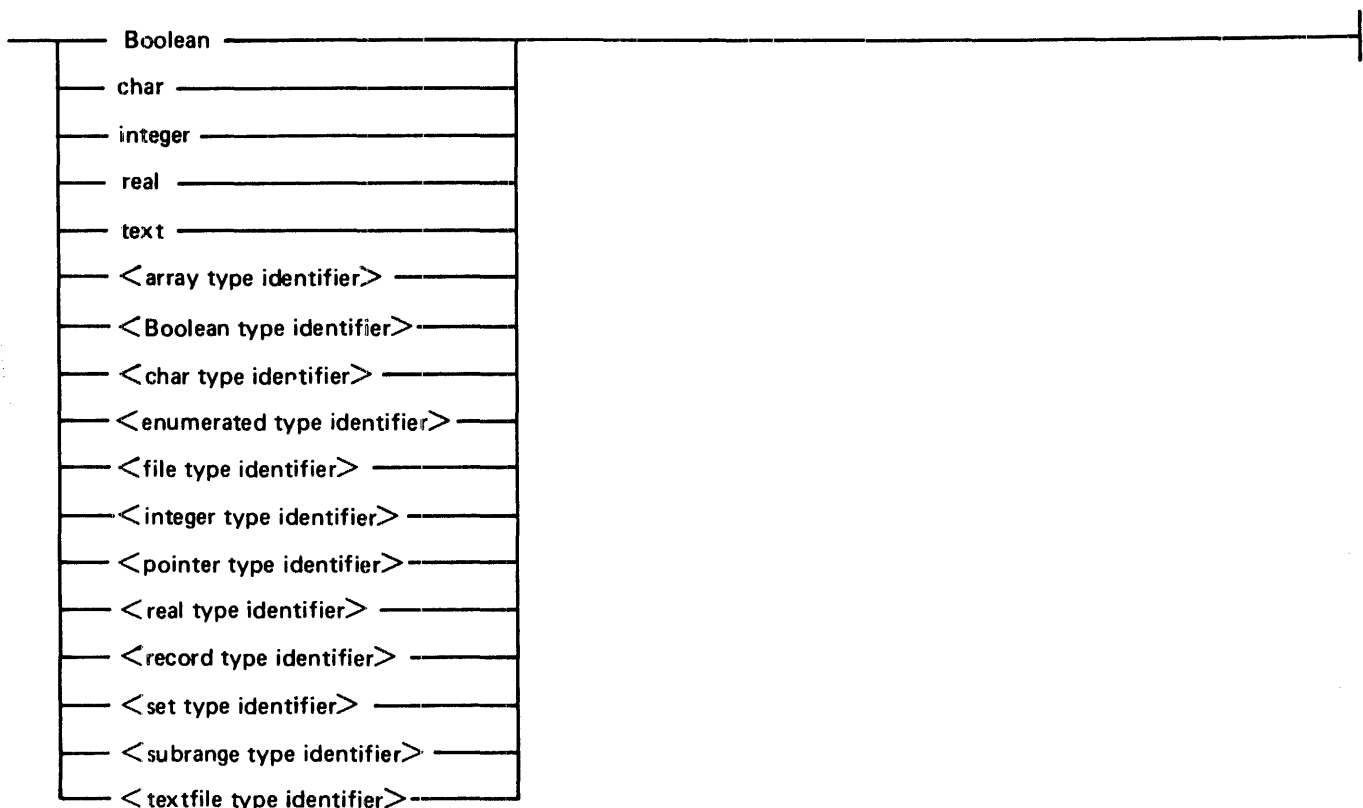 Boolean
char
integer
real
text
<array type identifier>
<Boolean type identifier>
<char type identifier>
<enumerated type identifier>
<file type identifier>
<integer type identifier>
<pointer type identifier>
<real type identifier>
<record type identifier>
<set type identifier>
<subrange type identifier>
<textfile type identifier>